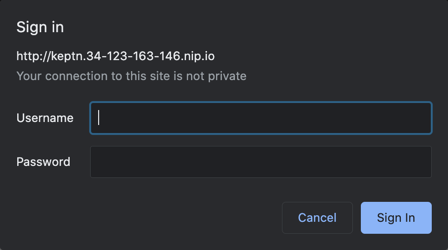 Sign in
http://keptn.34-123-163-146.nip.io
Your connection to this site is not private
Username
Password
Cancel Sign In